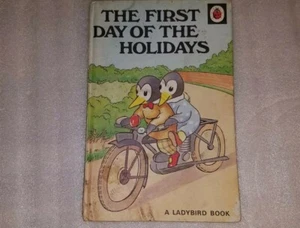 THE FIRST
DAY OF THE
HOLIDAYS
A LADYBIRD BOOK